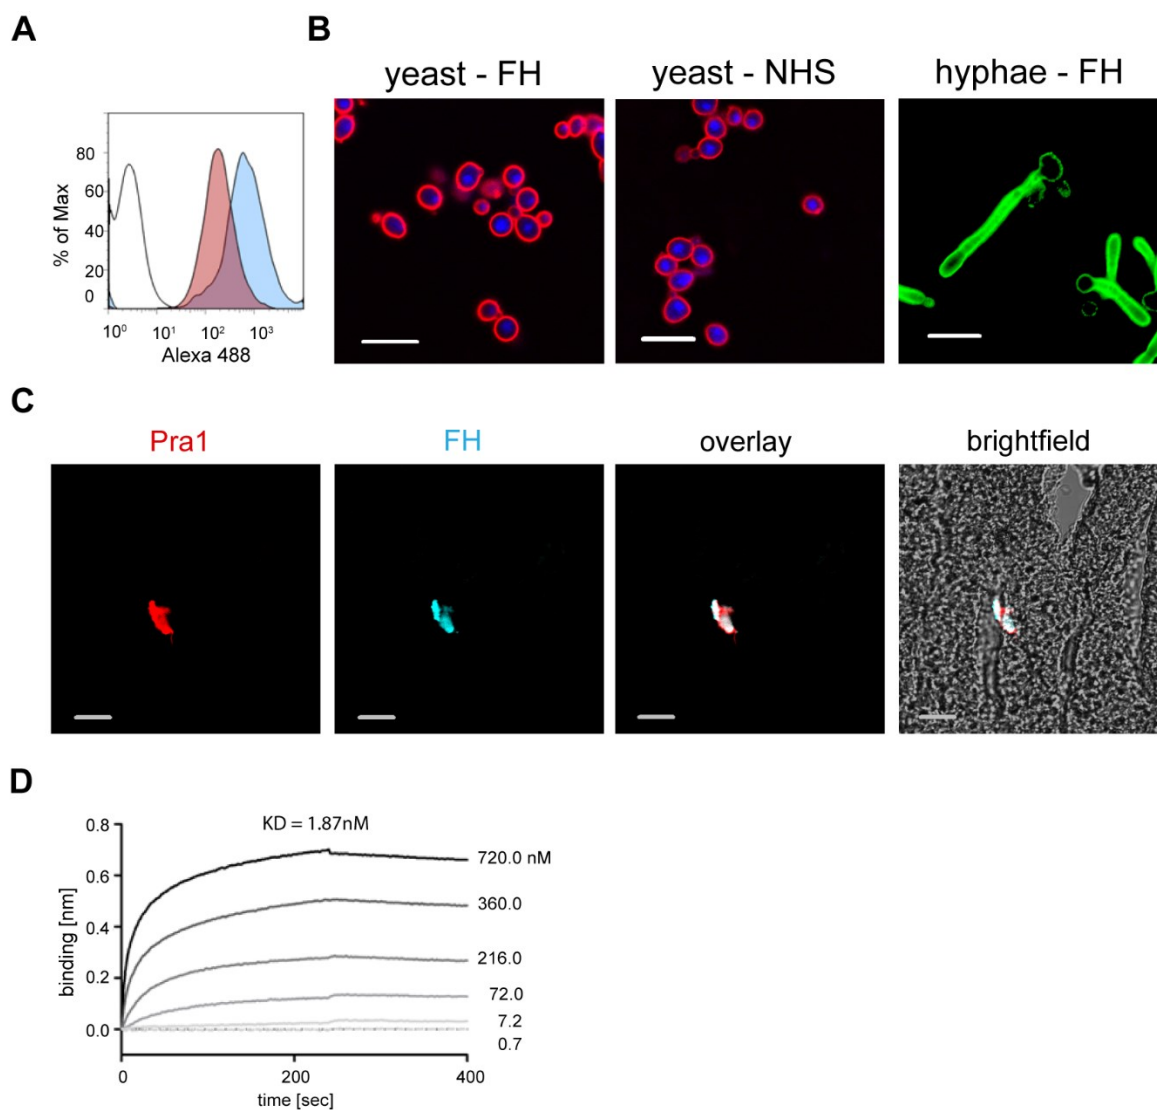 A
B
yeast - FH
yeast - NHS
hyphae - FH
% of Max
80
60
40
20
0
10⁰ 10¹ 10² 10³
Alexa 488
C
Pra1
FH
overlay
brightfield
D
KD = 1.87nM
binding [nm]
0.8
0.6
0.4
0.2
0.0
720.0 nM
360.0
216.0
72.0
7.2
0.7
0 200 400
time [sec]